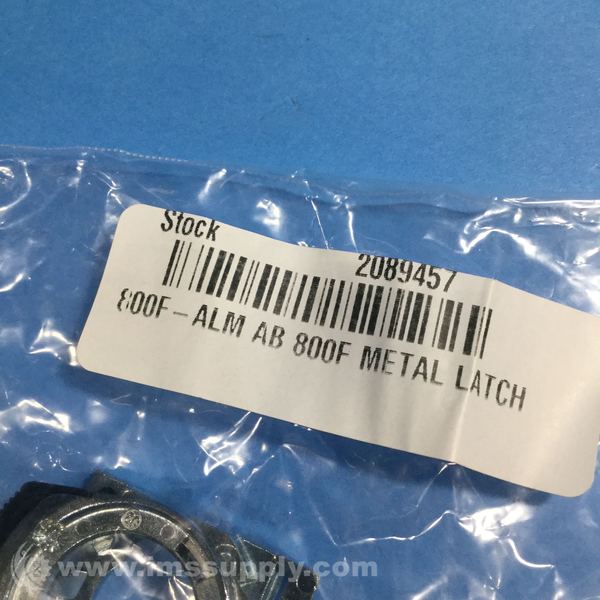 Stock
2089457
800F-ALM AB 800F METAL LATCH
www.imssupply.com